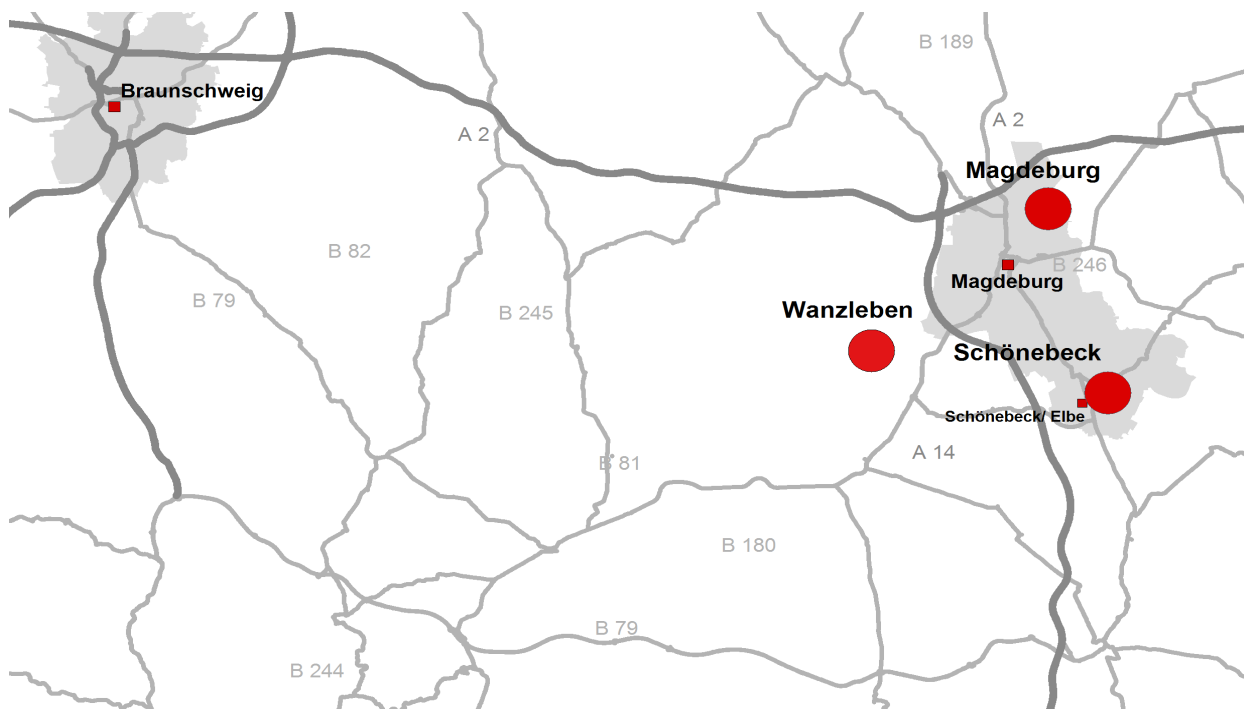 B 189
Braunschweig
A 2
A 2
Magdeburg
B 82
B 246
Magdeburg
B 79
B 245
Wanzleben
Schönebeck
Schönebeck/ Elbe
A 14
B 81
B 180
B 79
B 244